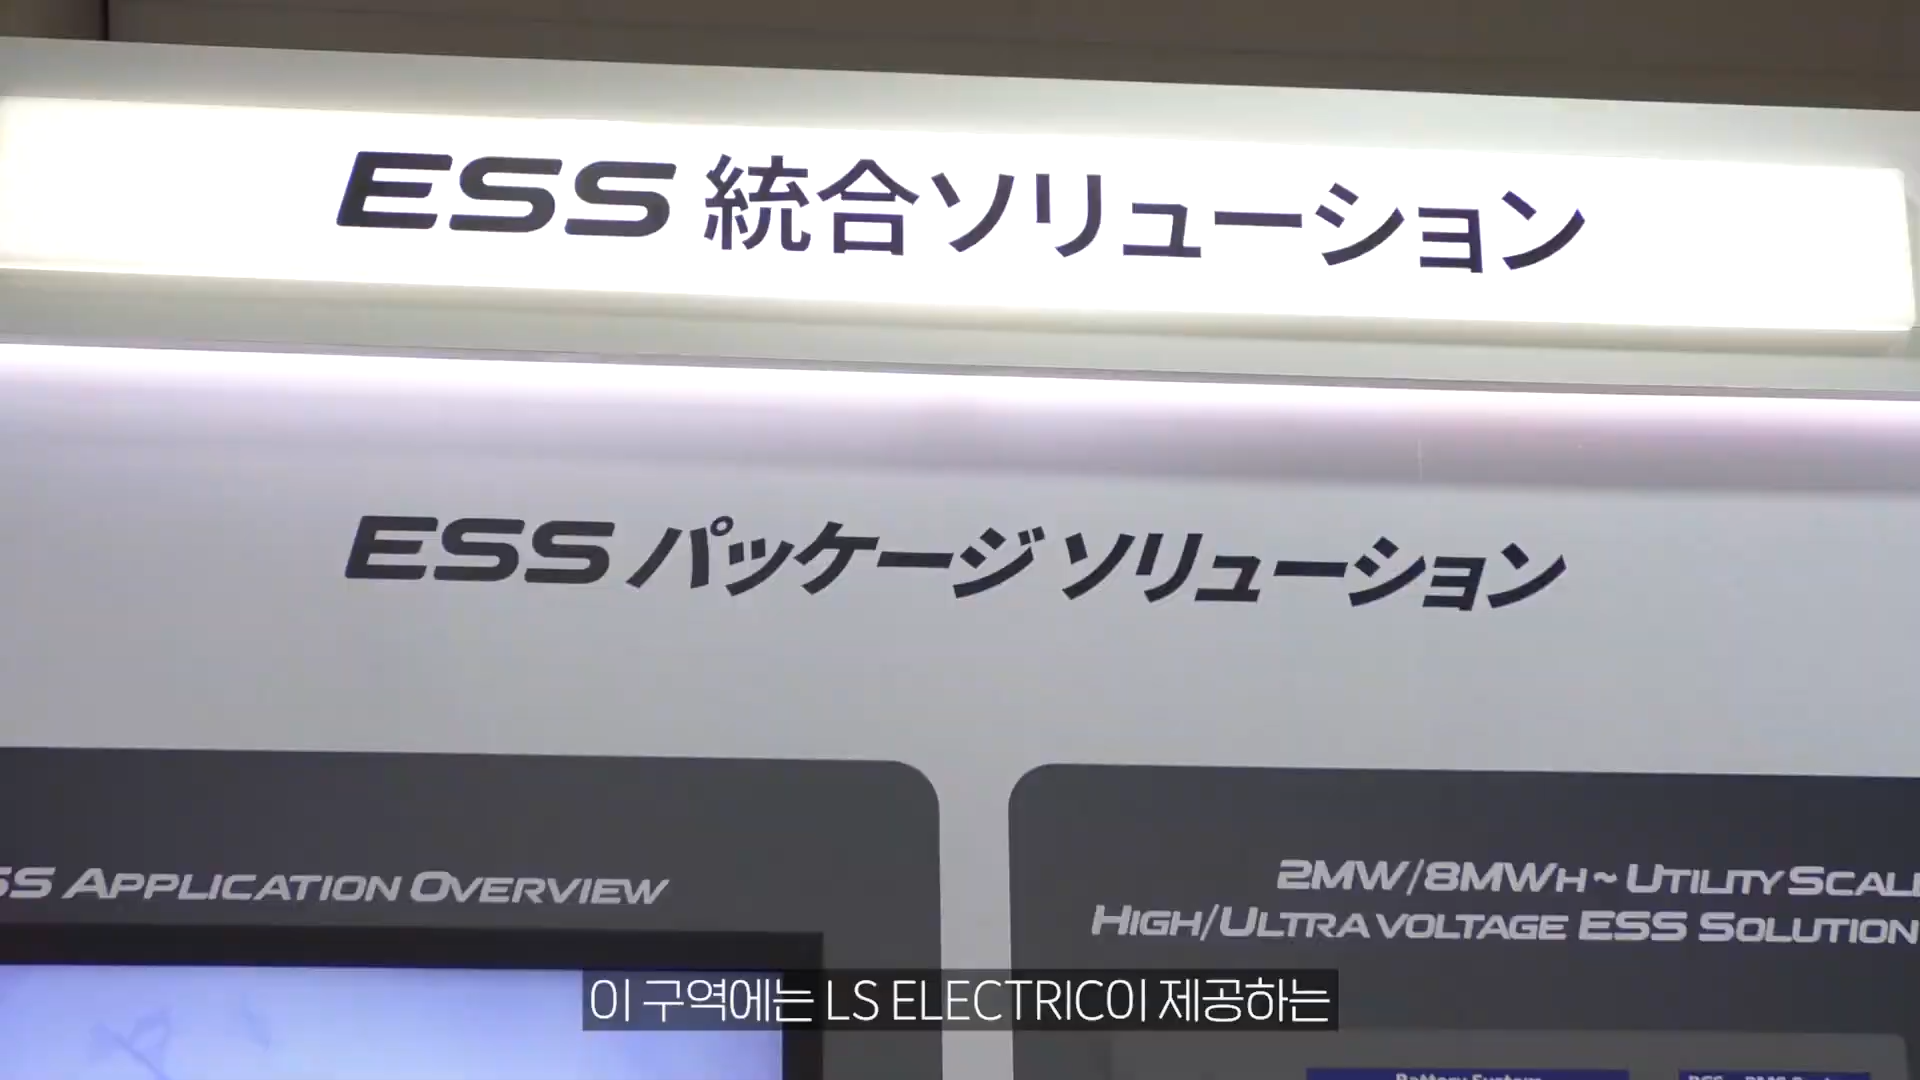 ESS 統合ソリューション
ESS パッケージ ソリューション
APPLICATION OVERVIEW
2MW/8MWH~ UTILITY
HIGH/ULTRA VOLTAGE ESS SOLUTION
이 구역에는 LS ELECTRIC이 제공하는
Battery System